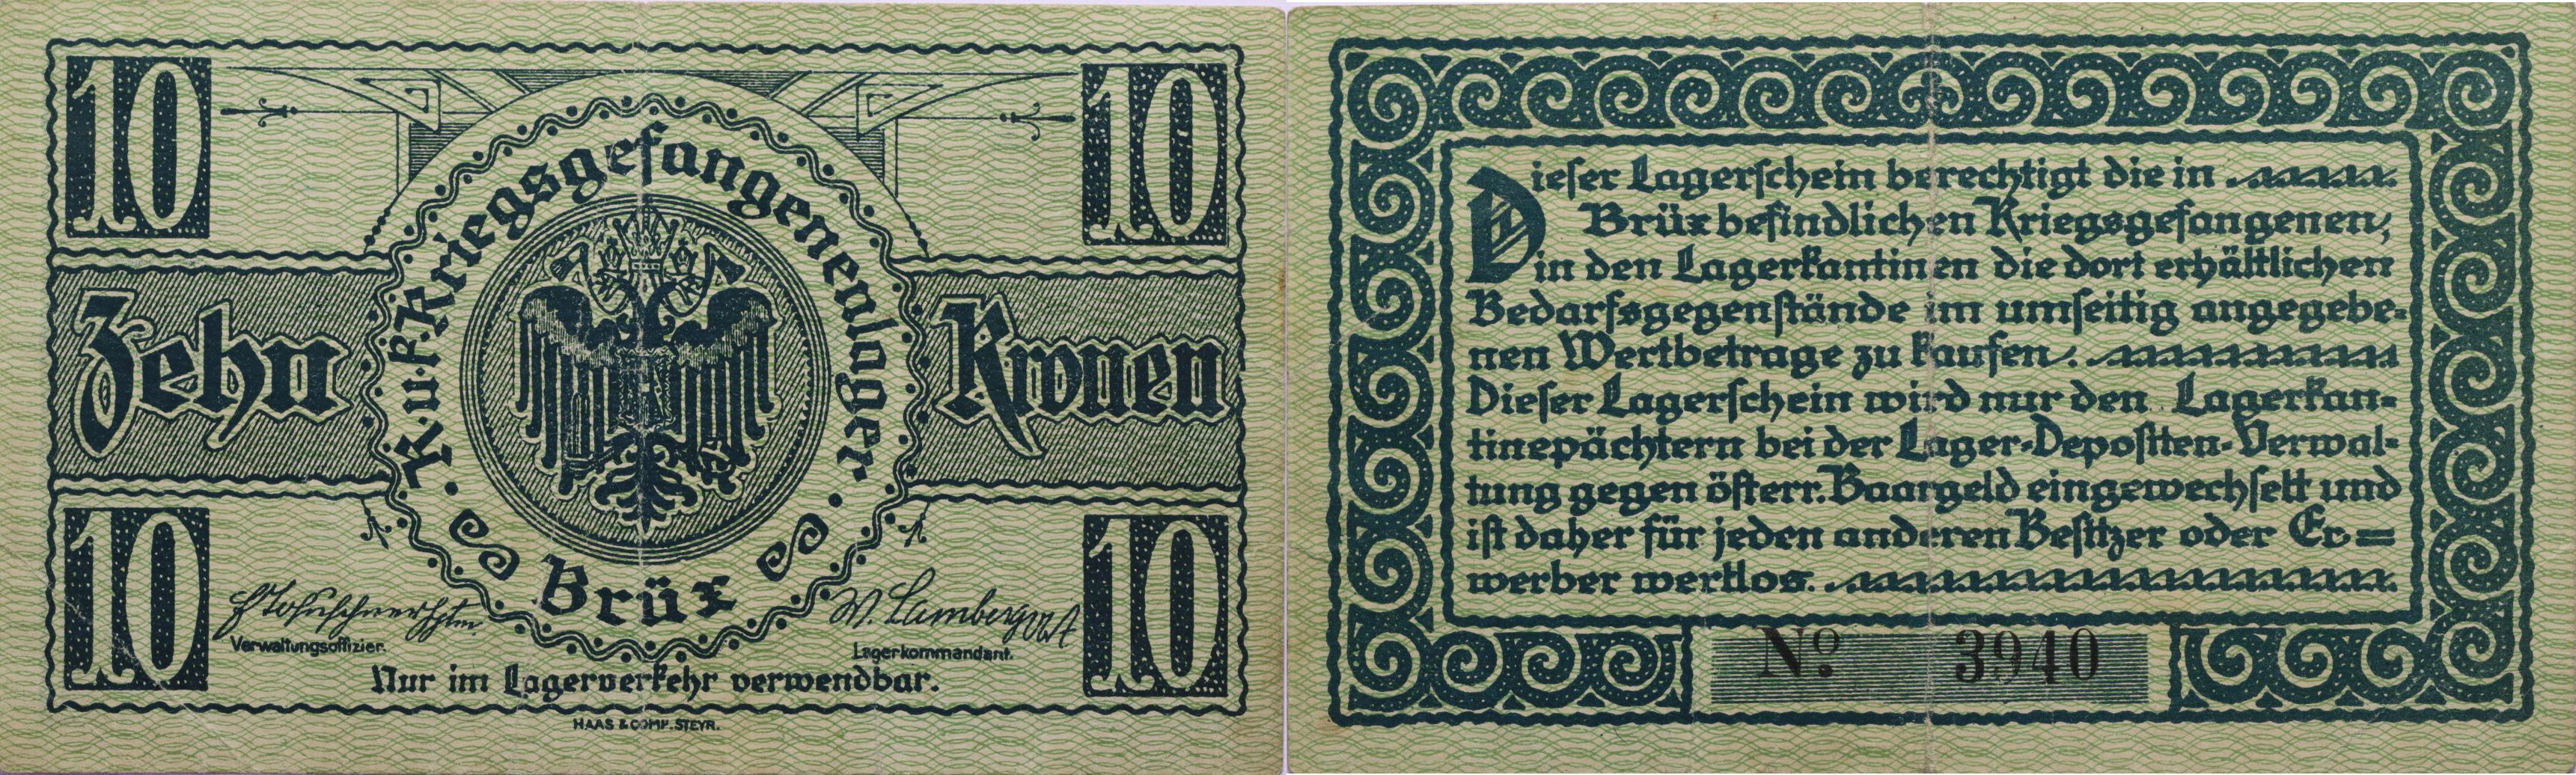 10
10
K. u. K. Kriegsgefangenenlager.
Zehn
Kronen
Brüx
10
10
Verwaltungsoffizier.
W. Lamberger
Lagerkommandant.
Nur im Lagerverkehr verwendbar.
HAAS & COMP. STEYR.
Dieser Lagerschein berechtigt die in
Brüx befindlichen Kriegsgefangenen,
in den Lagerkantinen die dort erhältlichen
Bedarfsgegenstände im umseitig angegebe-
nen Wertbetrage zu kaufen.
Dieser Lagerschein wird nur den Lagerkan-
tinepächtern bei der Lager-Depositen-Verwal-
tung gegen österr. Baargeld eingewechselt und
ist daher für jeden anderen Besitzer oder Er=
werber wertlos.
No. 3940